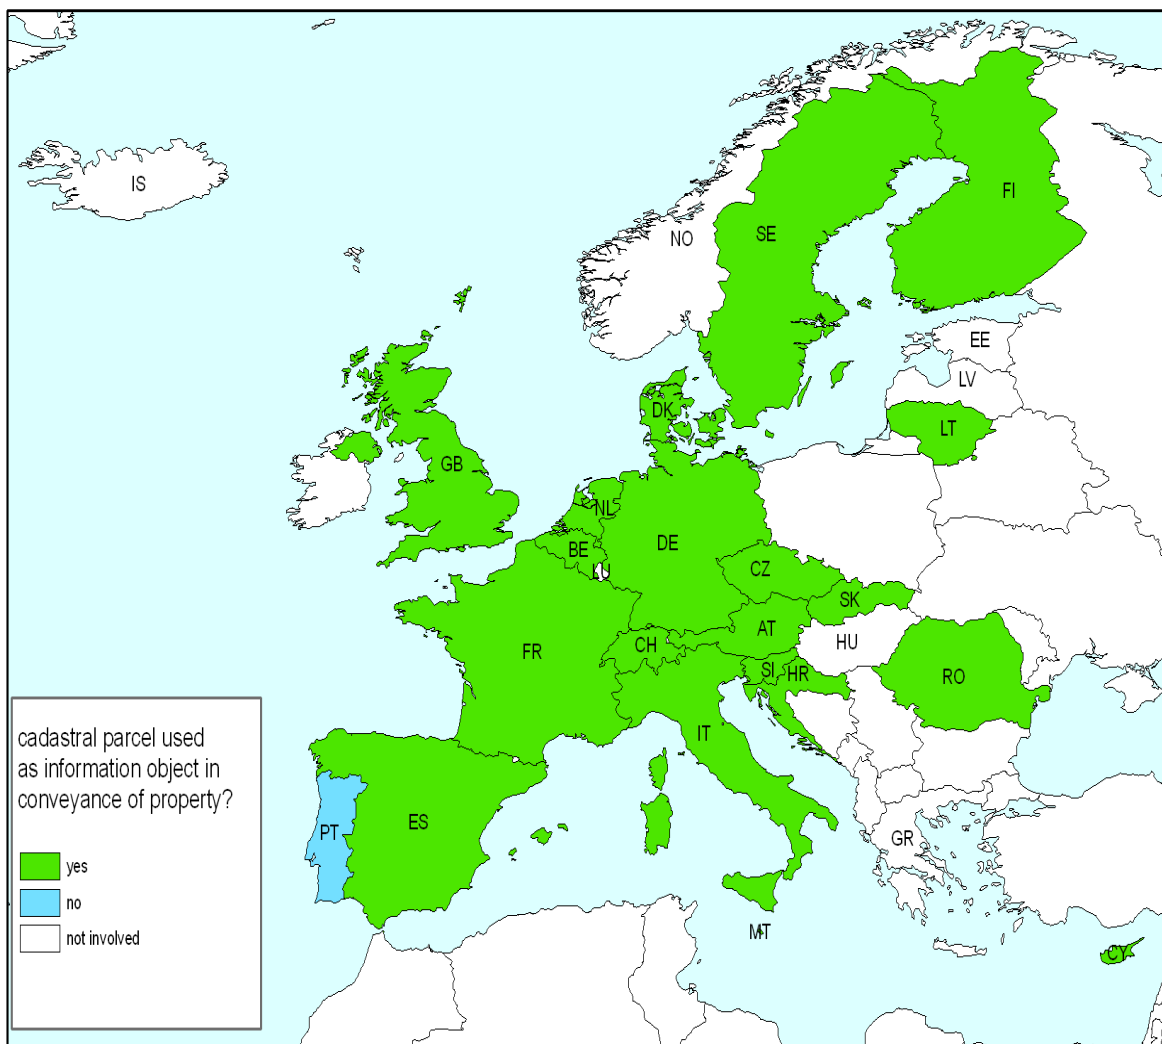 IS
FI
SE
NO
EE
LV
DK
LT
GB
NL
DE
BE
LU
CZ
SK
AT
HU
CH
FR
SI
HR
RO
IT
cadastral parcel used
as information object in
conveyance of property?
ES
PT
GR
yes
no
not involved
MT
CY